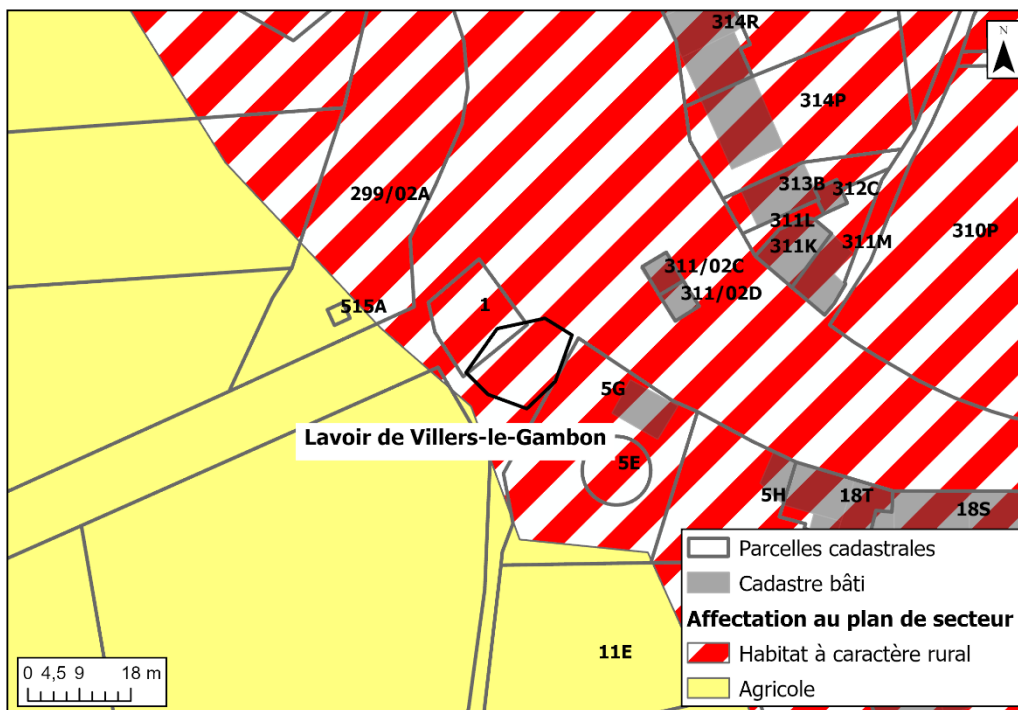 314R
N
314P
313B
312C
299/02A
311L
311K
311M
310P
311/02C
311/02D
515A
1
5G
Lavoir de Villers-le-Gambon
5E
5H
18T
18S
11E
Parcelles cadastrales
Cadastre bâti
Affectation au plan de secteur
Habitat à caractère rural
Agricole
0 4,5 9 18 m